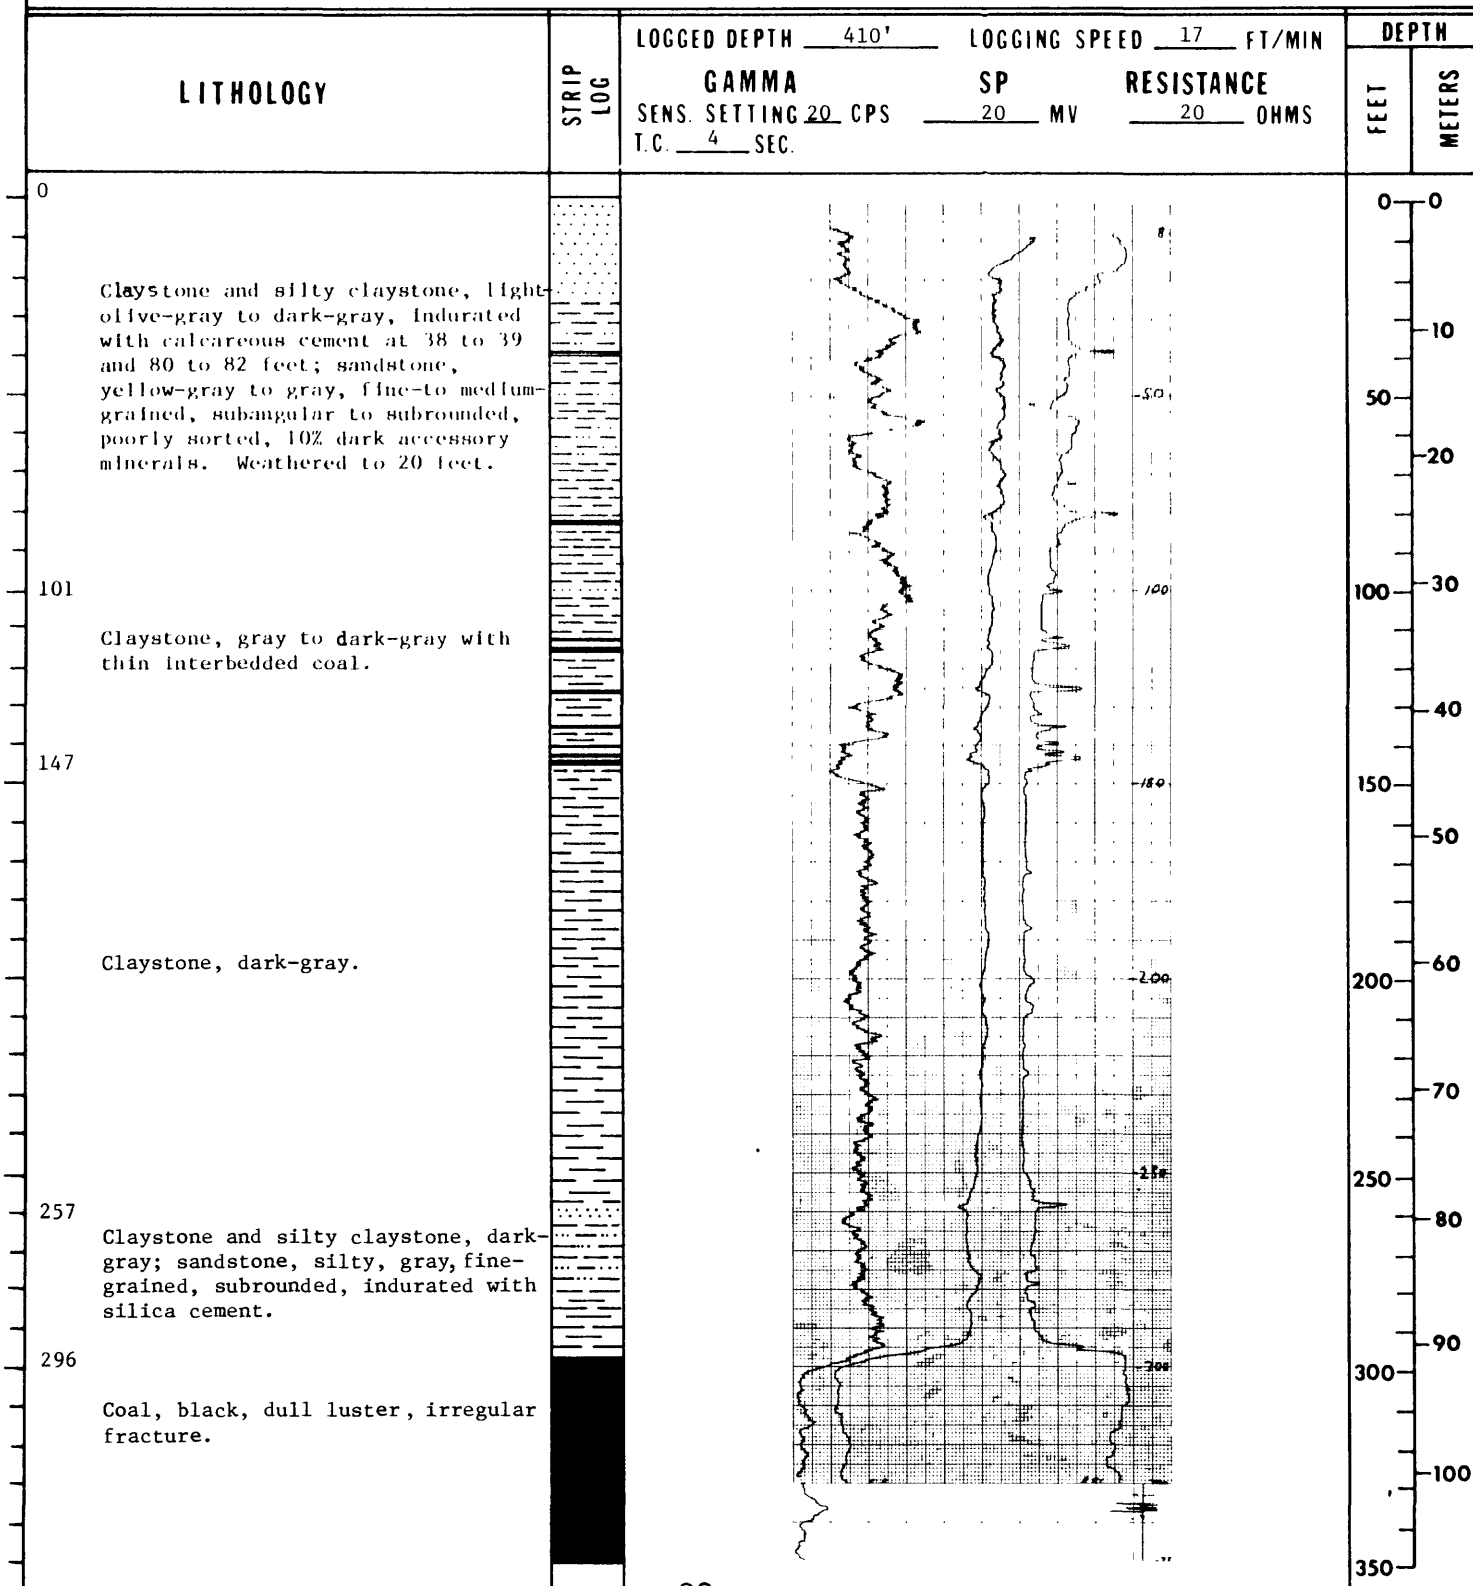 LOGGED DEPTH 410' LOGGING SPEED 17 FT/MIN
DEPTH
LITHOLOGY
STRIP LOG
GAMMA SP RESISTANCE
SENS. SETTING 20 CPS 20 MV 20 OHMS
T.C. 4 SEC.
FEET
METERS
0
Claystone and silty claystone, light-
olive-gray to dark-gray, indurated
with calcareous cement at 38 to 39
and 80 to 82 feet; sandstone,
yellow-gray to gray, fine-to medium-
grained, subangular to subrounded,
poorly sorted, 10% dark accessory
minerals. Weathered to 20 feet.
101
Claystone, gray to dark-gray with
thin interbedded coal.
147
Claystone, dark-gray.
257
Claystone and silty claystone, dark-
gray; sandstone, silty, gray, fine-
grained, subrounded, indurated with
silica cement.
296
Coal, black, dull luster, irregular
fracture.
50
100
150
200
250
300
0
50
100
150
200
250
300
350
0
10
20
30
40
50
60
70
80
90
100